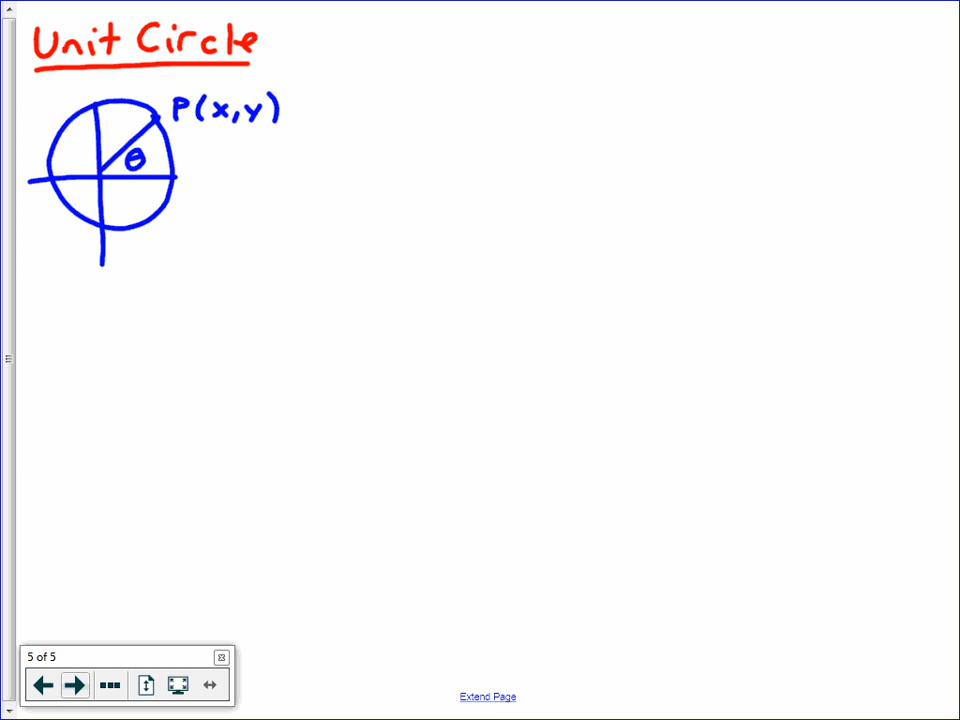 Unit Circle
P(x,y)
θ
5 of 5
Extend Page